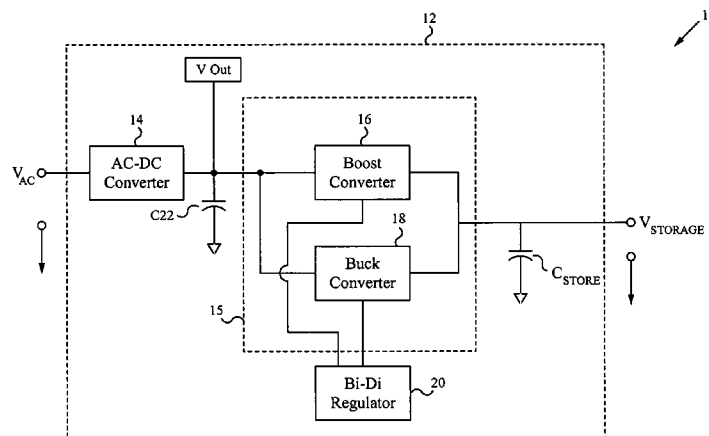 12
V Out
14
16
AC-DC
Converter
Boost
Converter
V_AC
C22
18
Buck
Converter
V_STORAGE
C_STORE
15
Bi-Di
Regulator
20